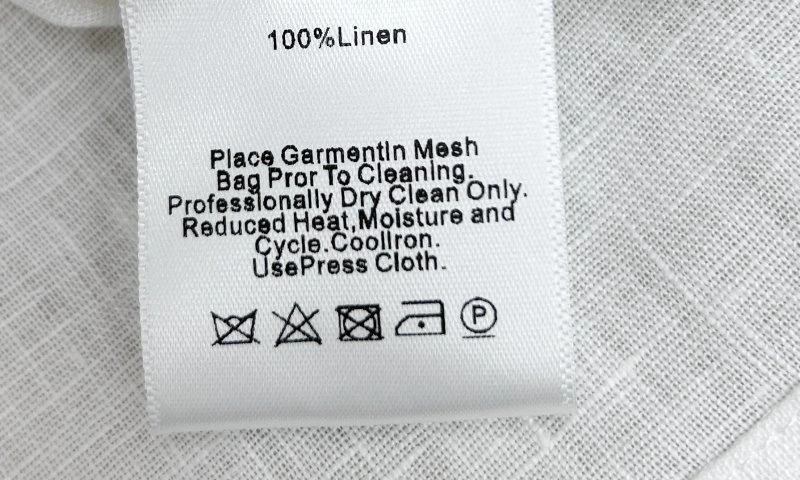 100%Linen
Place GarmentIn Mesh
Bag Pror To Cleaning.
Professionally Dry Clean Only.
Reduced Heat,Moisture and
Cycle.CoolIron.
UsePress Cloth.
P